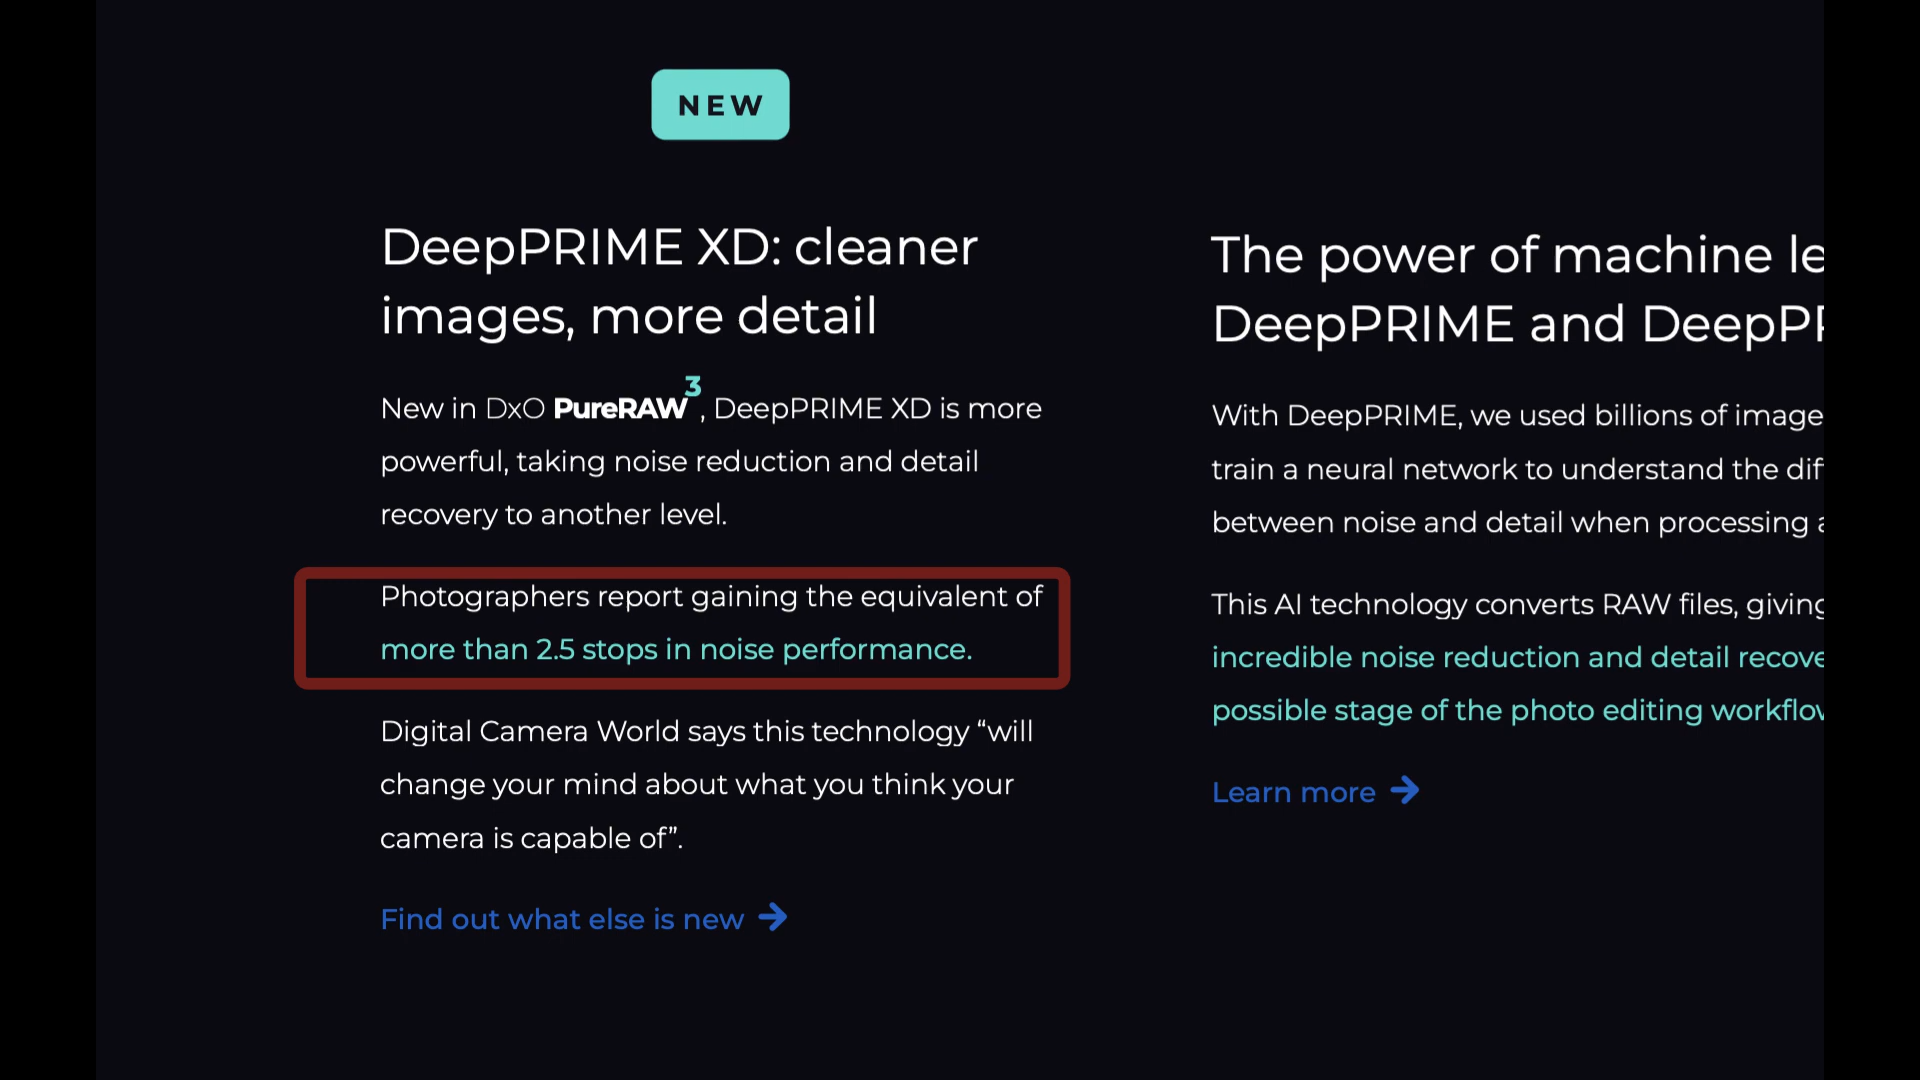 NEW
DeepPRIME XD: cleaner
images, more detail
New in DxO PureRAW3, DeepPRIME XD is more
powerful, taking noise reduction and detail
recovery to another level.
Photographers report gaining the equivalent of
more than 2.5 stops in noise performance.
Digital Camera World says this technology “will
change your mind about what you think your
camera is capable of”.
Find out what else is new
The power of machine
DeepPRIME and
With DeepPRIME, we used billions of
train a neural network to understand the
between noise and detail when processing
This AI technology converts RAW files,
incredible noise reduction and detail
possible stage of the photo editing
Learn more